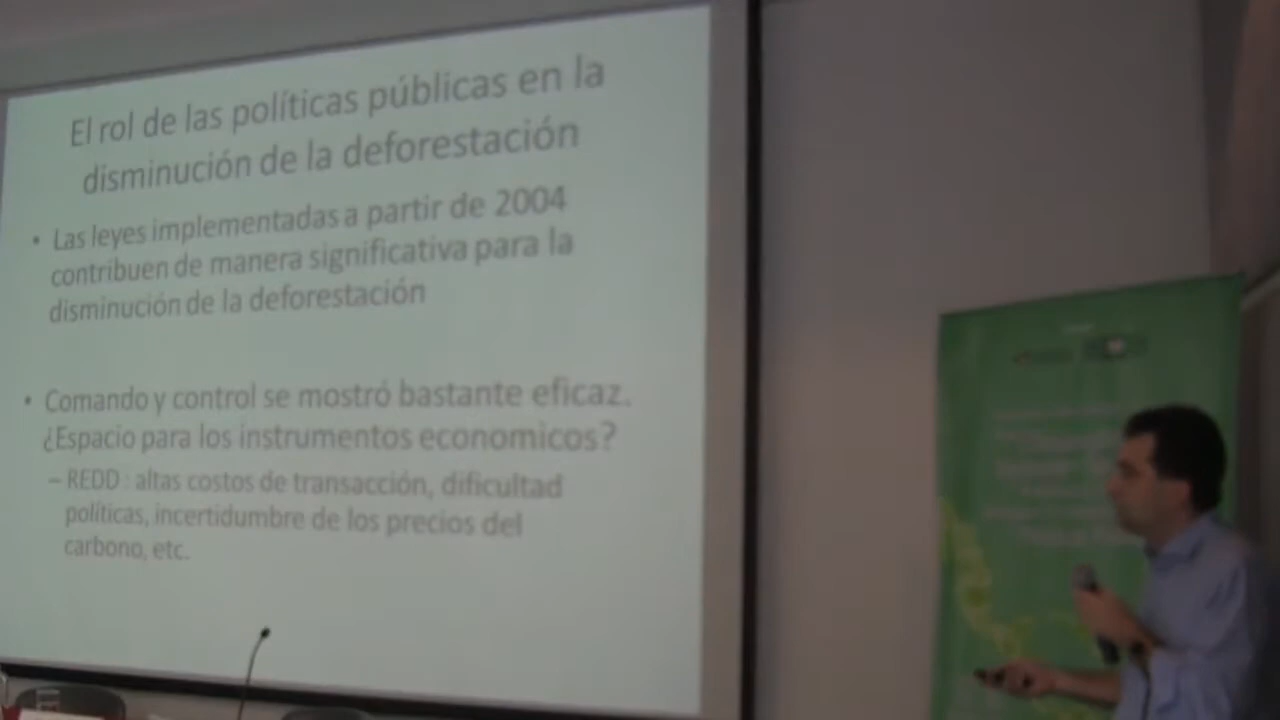 El rol de las políticas públicas en la
disminución de la deforestación
• Las leyes implementadas a partir de 2004
contribuen de manera significativa para la
disminución de la deforestación
• Comando y control se mostró bastante eficaz.
¿Espacio para los instrumentos economicos?
– REDD : altas costos de transacción, dificultad
políticas, incertidumbre de los precios del
carbono, etc.